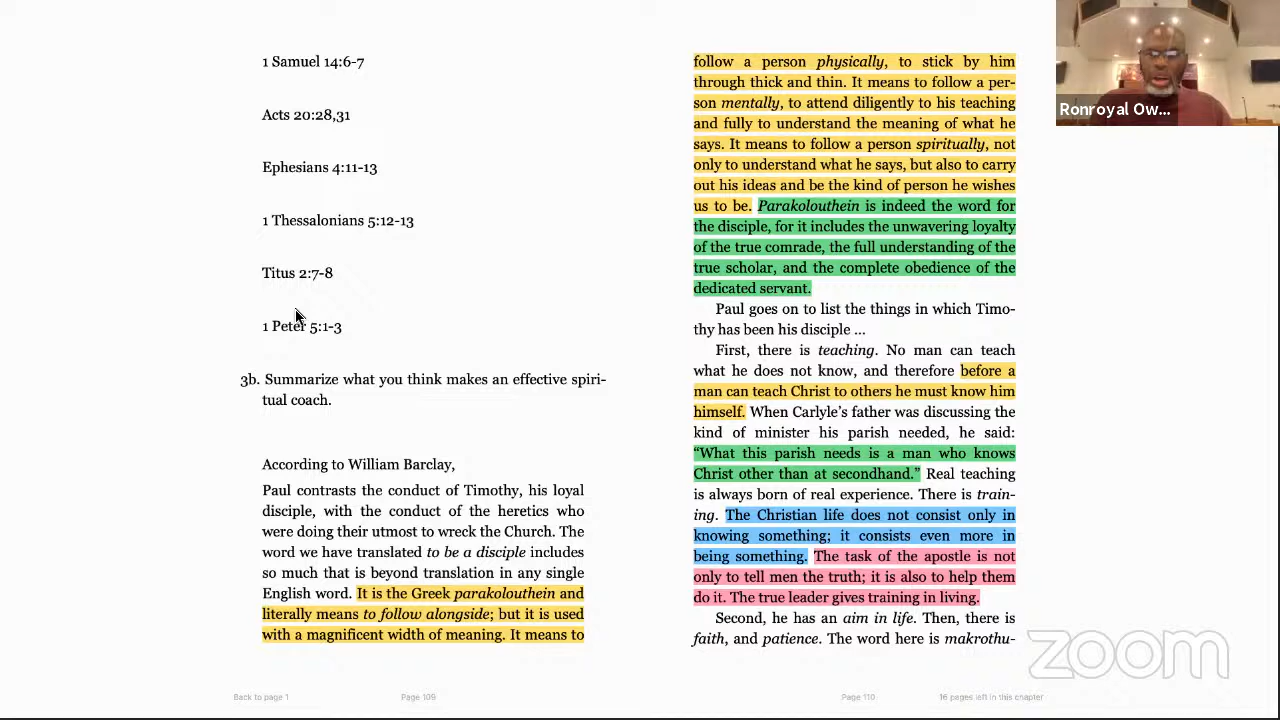 1 Samuel 14:6-7
Acts 20:28,31
Ephesians 4:11-13
1 Thessalonians 5:12-13
Titus 2:7-8
1 Peter 5:1-3
3b. Summarize what you think makes an effective spiri-
tual coach.
According to William Barclay,
Paul contrasts the conduct of Timothy, his loyal
disciple, with the conduct of the heretics who
were doing their utmost to wreck the Church. The
word we have translated to be a disciple includes
so much that is beyond translation in any single
English word. It is the Greek parakolouthein and
literally means to follow alongside; but it is used
with a magnificent width of meaning. It means to
Back to page 1
Page 109
follow a person physically, to stick by him
through thick and thin. It means to follow a per-
son mentally, to attend diligently to his teaching
and fully to understand the meaning of what he
says. It means to follow a person spiritually, not
only to understand what he says, but also to carry
out his ideas and be the kind of person he wishes
us to be. Parakolouthein is indeed the word for
the disciple, for it includes the unwavering loyalty
of the true comrade, the full understanding of the
true scholar, and the complete obedience of the
dedicated servant.
Paul goes on to list the things in which Timo-
thy has been his disciple ...
First, there is teaching. No man can teach
what he does not know, and therefore before a
man can teach Christ to others he must know him
himself. When Carlyle's father was discussing the
kind of minister his parish needed, he said:
“What this parish needs is a man who knows
Christ other than at secondhand.” Real teaching
is always born of real experience. There is train-
ing. The Christian life does not consist only in
knowing something; it consists even more in
being something. The task of the apostle is not
only to tell men the truth; it is also to help them
do it. The true leader gives training in living.
Second, he has an aim in life. Then, there is
faith, and patience. The word here is makrothu-
Page 110
16 pages left in this chapter
Ronroyal Ow...
zoom